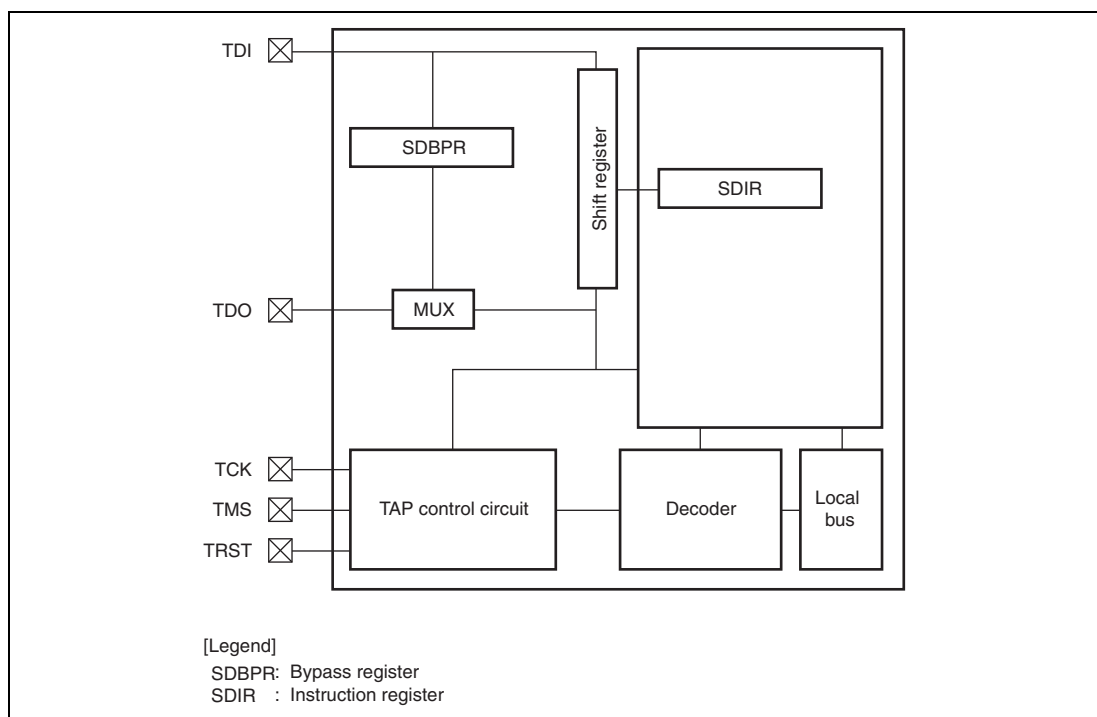 TDI
SDBPR
Shift register
SDIR
TDO
MUX
TCK
TMS
TRST
TAP control circuit
Decoder
Local
bus
[Legend]
SDBPR: Bypass register
SDIR : Instruction register